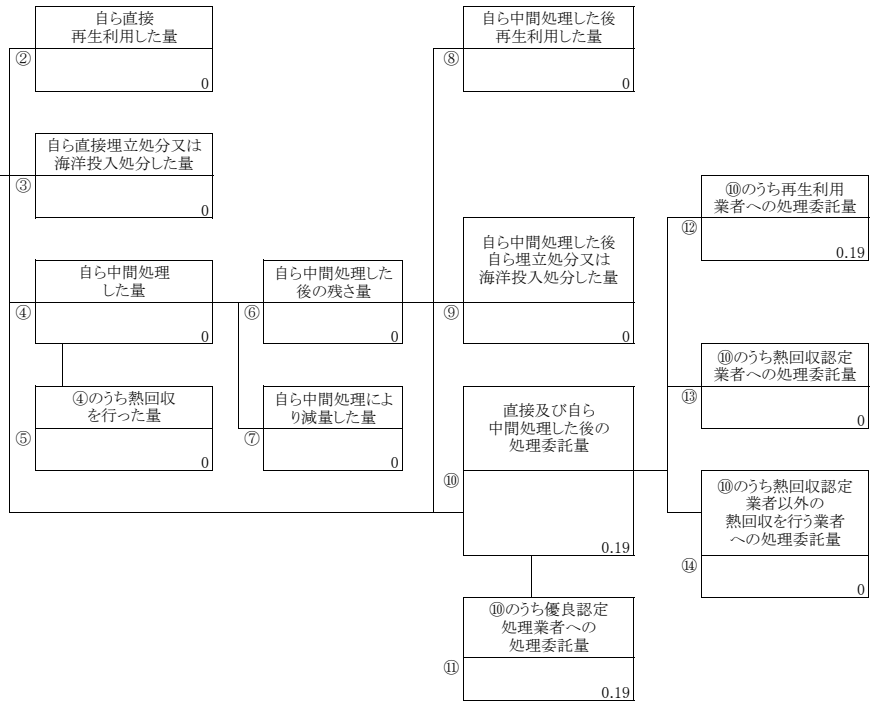 自ら直接
再生利用した量
②
0
自ら直接埋立処分又は
海洋投入処分した量
③
0
自ら中間処理
した量
④
0
④のうち熱回収
を行った量
⑤
0
自ら中間処理した
後の残さ量
⑥
0
自ら中間処理によ
り減量した量
⑦
0
自ら中間処理した後
再生利用した量
⑧
0
自ら中間処理した後
自ら埋立処分又は
海洋投入処分した量
⑨
0
直接及び自ら
中間処理した後の
処理委託量
⑩
0.19
⑩のうち優良認定
処理業者への
処理委託量
⑪
0.19
⑩のうち再生利用
業者への処理委託量
⑫
0.19
⑩のうち熱回収認定
業者への処理委託量
⑬
0
⑩のうち熱回収認定
業者以外の
熱回収を行う業者
への処理委託量
⑭
0